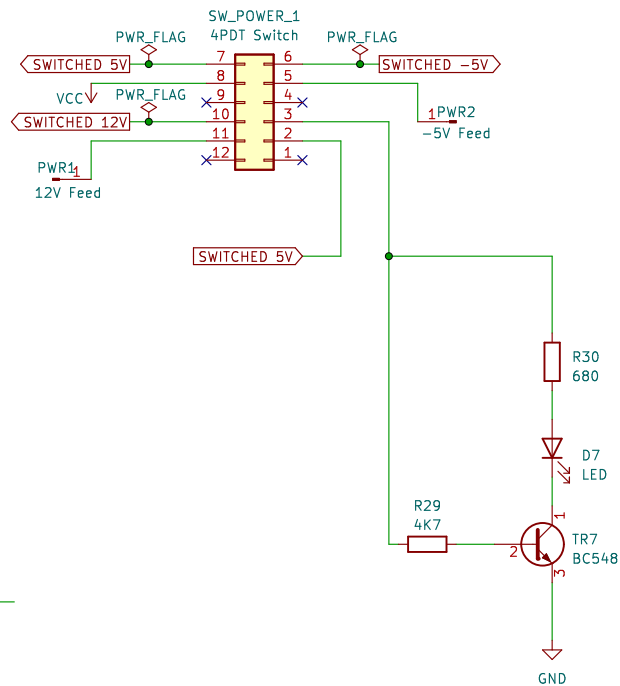 SW_POWER_1
4PDT Switch
PWR_FLAG
PWR_FLAG
SWITCHED 5V
7
6
SWITCHED -5V
8
5
VCC
PWR_FLAG
9
4
SWITCHED 12V
10
3
1
PWR2
-5V Feed
11
2
PWR1
1
12V Feed
12
1
SWITCHED 5V
R30
680
D7
LED
R29
4K7
1
2
TR7
BC548
3
GND